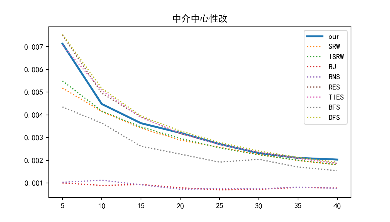 中介中心性改
our
SRW
ISRW
RJ
RNS
RES
TIES
BFS
DFS
0.007
0.006
0.005
0.004
0.003
0.002
0.001
5 10 15 20 25 30 35 40